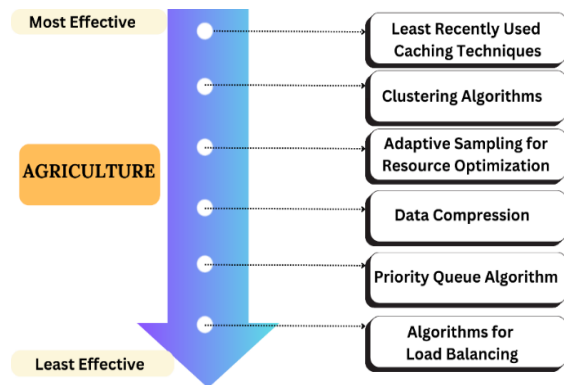 Most Effective
Least Recently Used
Caching Techniques
Clustering Algorithms
Adaptive Sampling for
Resource Optimization
AGRICULTURE
Data Compression
Priority Queue Algorithm
Algorithms for
Load Balancing
Least Effective